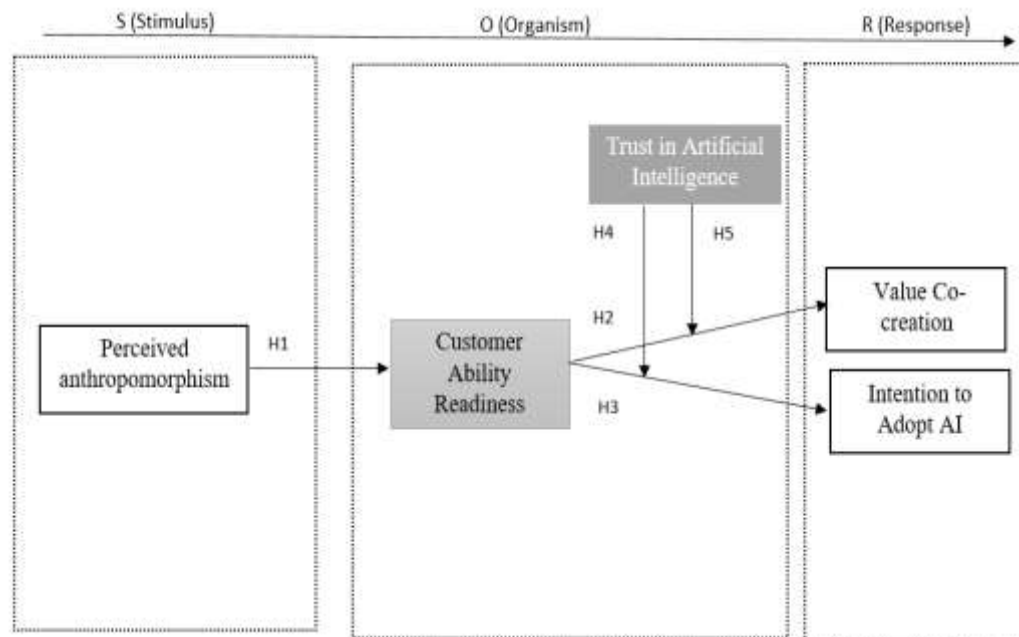 S (Stimulus)
O (Organism)
R (Response)
Trust in Artificial
Intelligence
H4
H5
Perceived
anthropomorphism
H1
Customer
Ability
Readiness
H2
H3
Value Co-
creation
Intention to
Adopt AI